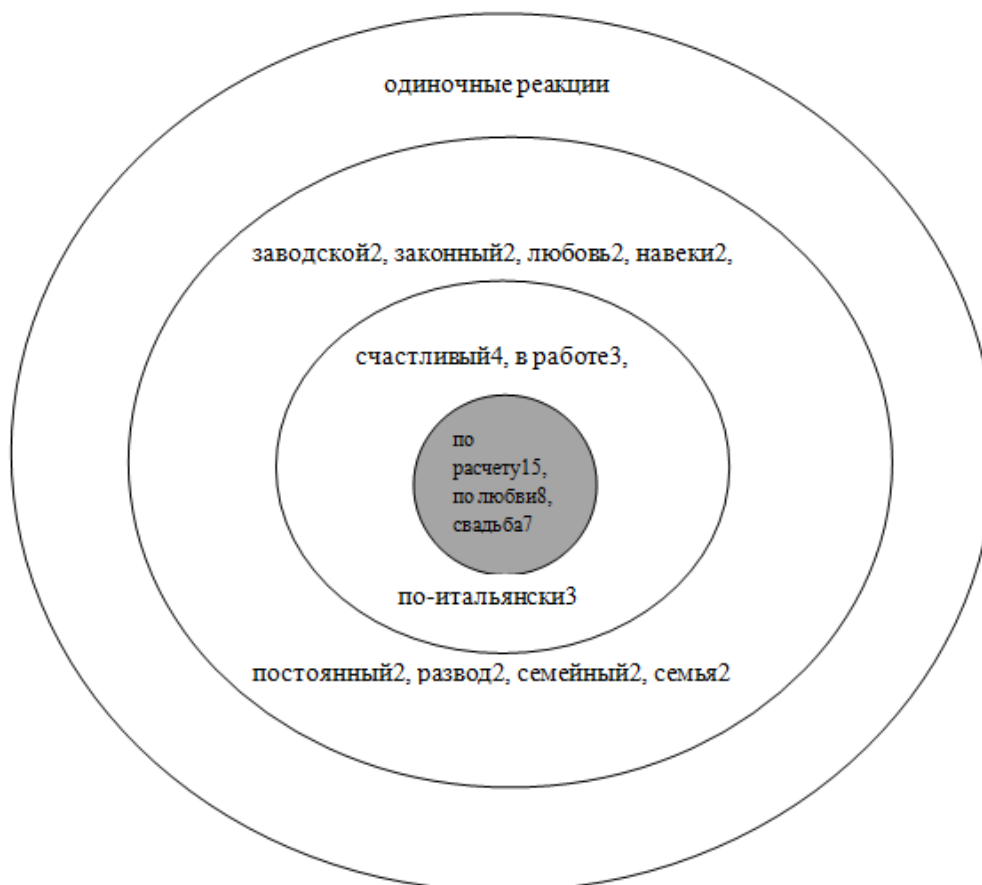 одиночные реакции
заводской2, законный2, любовь2, навеки2,
счастливый4, в работе3,
по
расчету15,
по любви8,
свадьба7
по-итальянски3
постоянный2, развод2, семейный2, семья2